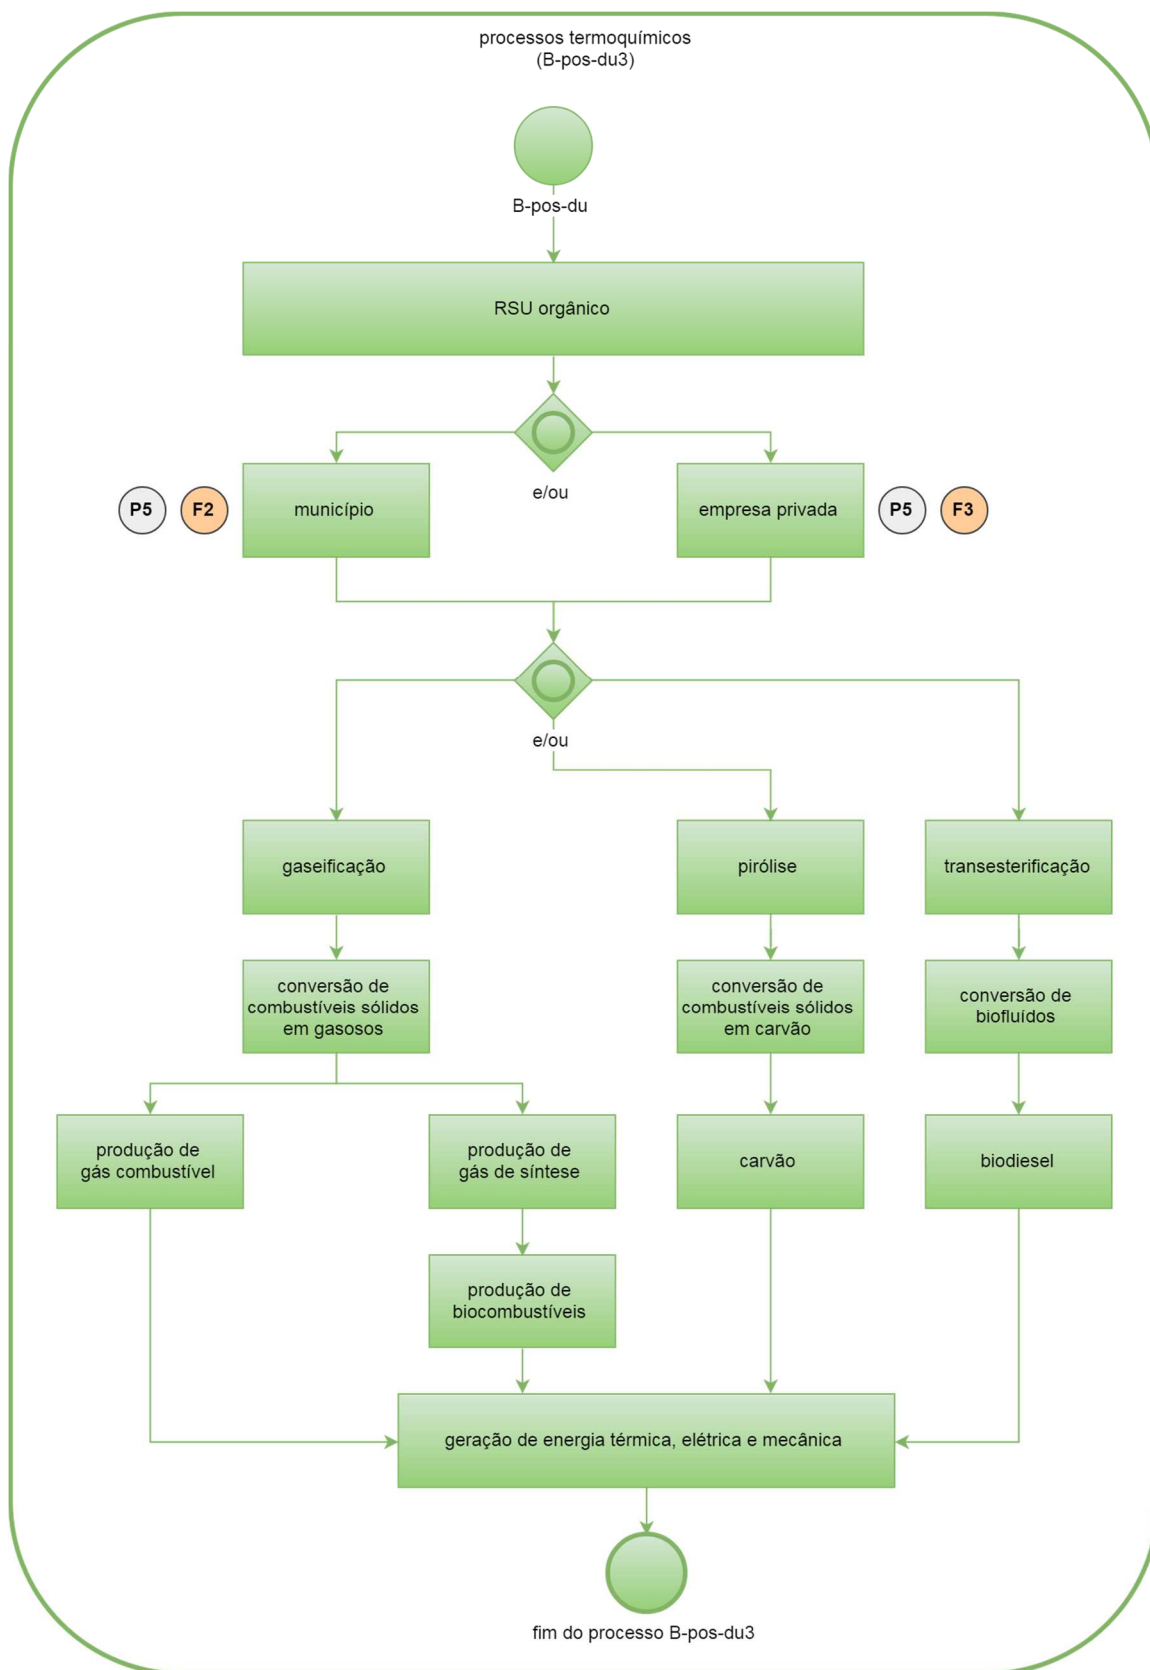 processos termoquímicos
(B-pos-du3)
B-pos-du
RSU orgânico
P5
F2
município
e/ou
empresa privada
P5
F3
e/ou
gaseificação
pirólise
transesterificação
conversão de
combustíveis sólidos
em gasosos
conversão de
combustíveis sólidos
em carvão
conversão de
biofluídos
produção de
gás combustível
produção de
gás de síntese
carvão
biodiesel
produção de
biocombustíveis
geração de energia térmica, elétrica e mecânica
fim do processo B-pos-du3